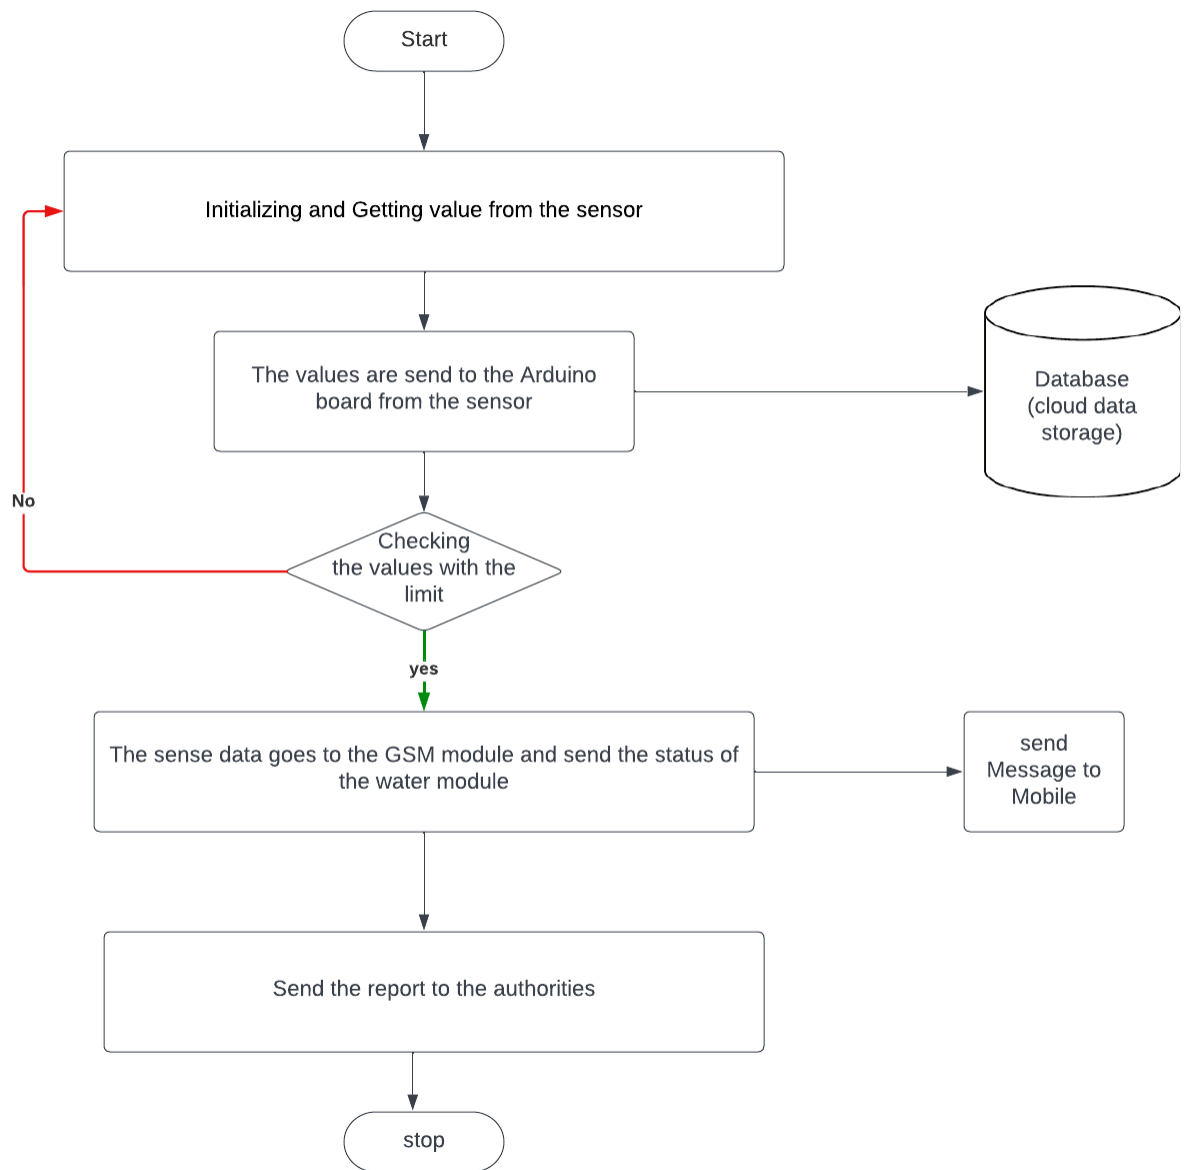 Start
Initializing and Getting value from the sensor
The values are send to the Arduino
board from the sensor
Database
(cloud data
storage)
No
Checking
the values with the
limit
yes
The sense data goes to the GSM module and send the status of
the water module
send
Message to
Mobile
Send the report to the authorities
stop